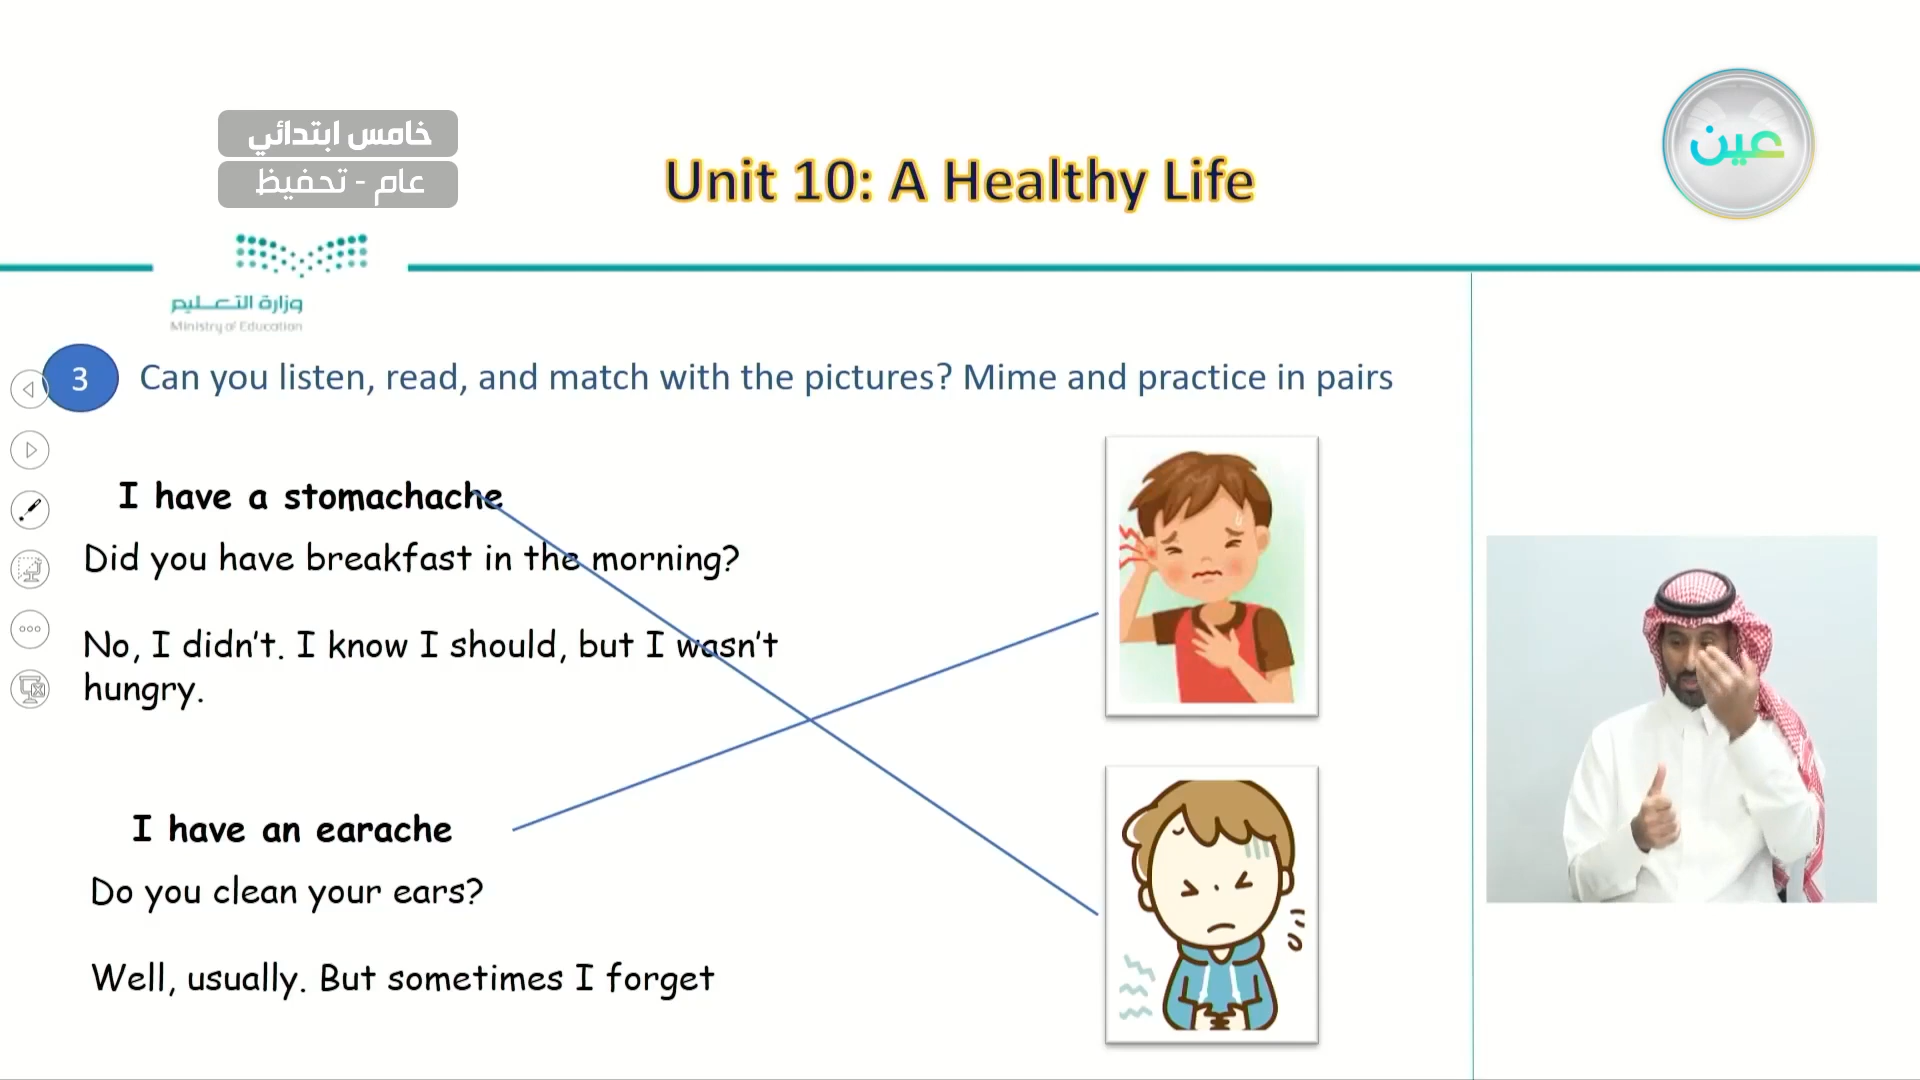 خامس ابتدائي
عام - تحفيظ
Unit 10: A Healthy Life
عين
وزارة التعليم
Ministry of Education
3 Can you listen, read, and match with the pictures? Mime and practice in pairs
I have a stomachache
Did you have breakfast in the morning?
No, I didn't. I know I should, but I wasn't
hungry.
I have an earache
Do you clean your ears?
Well, usually. But sometimes I forget